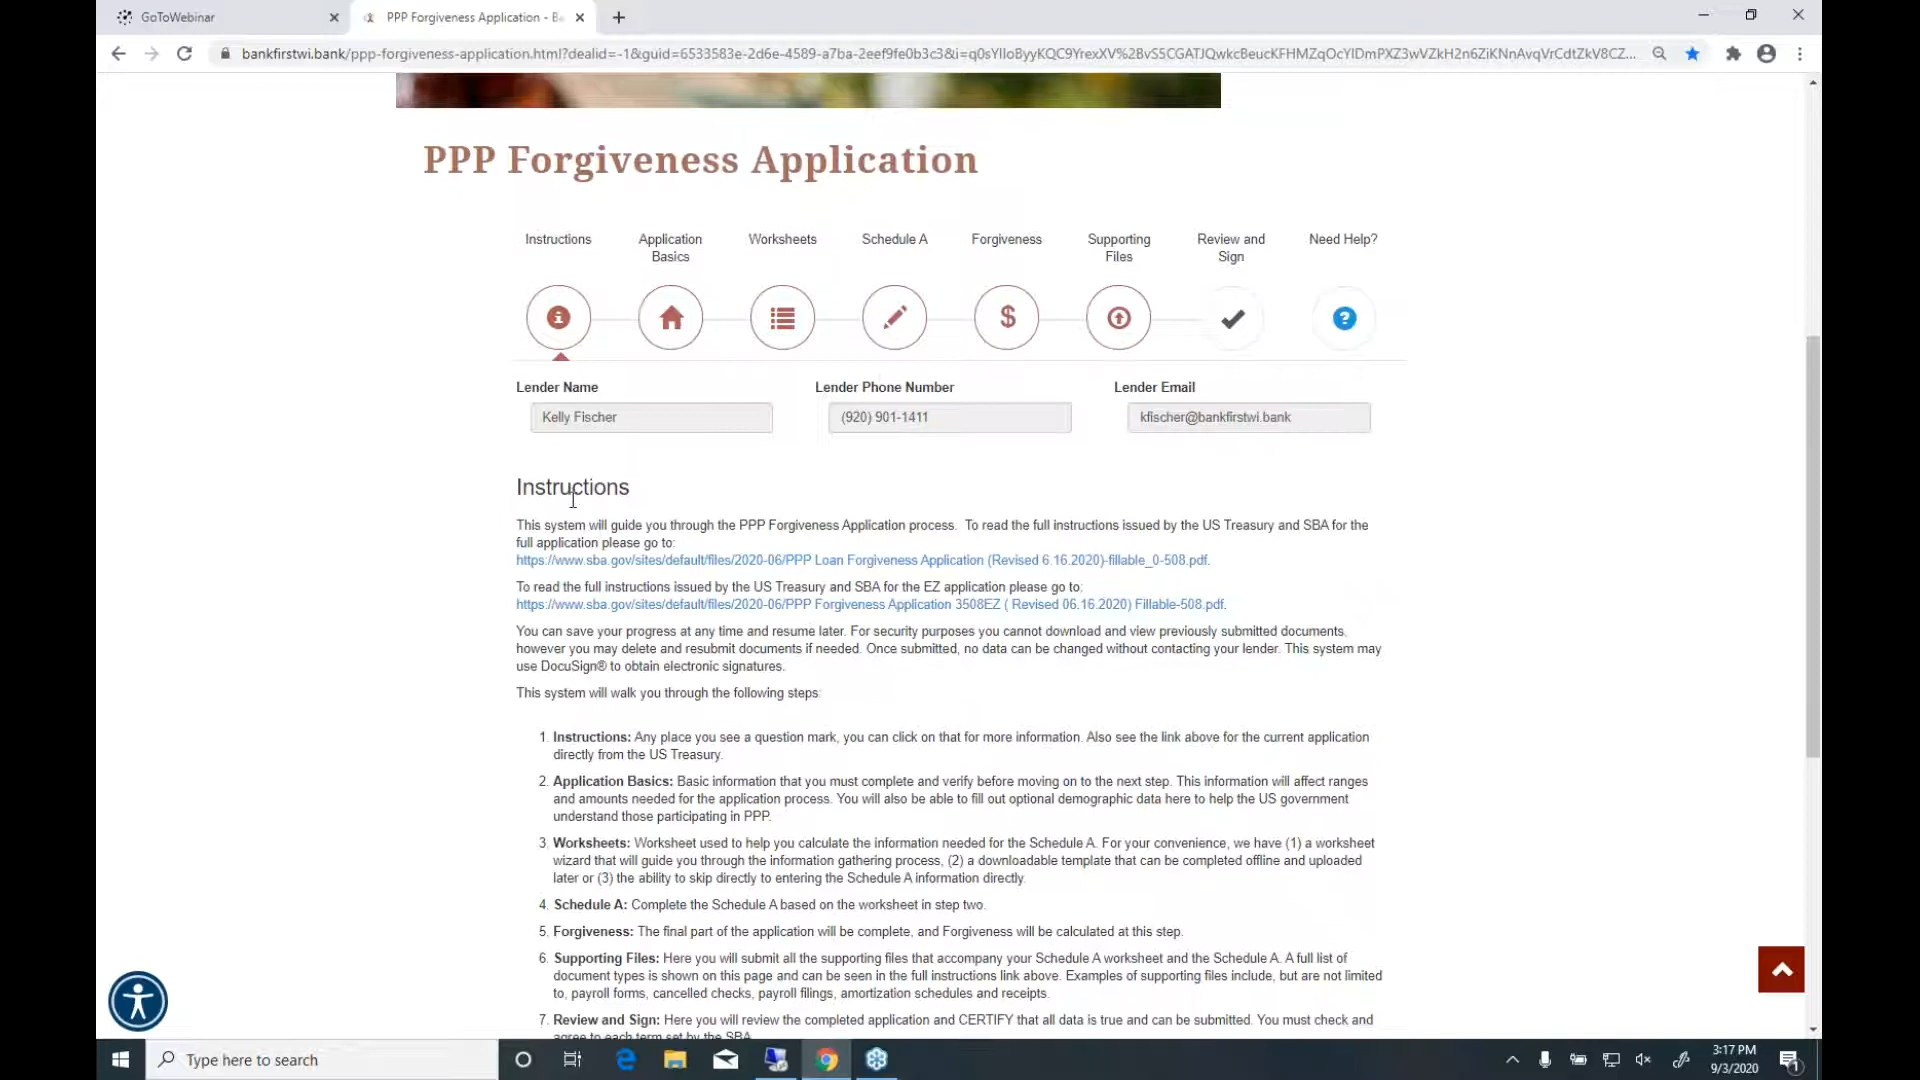 GoToWebinar
PPP Forgiveness Application - B
bankfirstwi.bank/ppp-forgiveness-application.html?dealid=-1&guid=6533583e-2d6e-4589-a7ba-2eef9fe0b3c3&i=q0sYlloByyKQC9YrexXV%2BvS5CGATJQwkcBeucKFHMZqOcYlDmPXZ3wVZkH2n6ZiKNnAvqVrCdtZkV8CZ...
PPP Forgiveness Application
Instructions
Application
Basics
Worksheets
Schedule A
Forgiveness
Supporting
Files
Review and
Sign
Need Help?
Lender Name
Lender Phone Number
Lender Email
Kelly Fischer
(920) 901-1411
kfischer@bankfirstwi.bank
Instructions
This system will guide you through the PPP Forgiveness Application process. To read the full instructions issued by the US Treasury and SBA for the
full application please go to:
https://www.sba.gov/sites/default/files/2020-06/PPP Loan Forgiveness Application (Revised 6.16.2020)-fillable_0-508.pdf.
To read the full instructions issued by the US Treasury and SBA for the EZ application please go to:
https://www.sba.gov/sites/default/files/2020-06/PPP Forgiveness Application 3508EZ ( Revised 06.16.2020) Fillable-508.pdf.
You can save your progress at any time and resume later. For security purposes you cannot download and view previously submitted documents,
however you may delete and resubmit documents if needed. Once submitted, no data can be changed without contacting your lender. This system may
use DocuSign® to obtain electronic signatures.
This system will walk you through the following steps:
1. Instructions: Any place you see a question mark, you can click on that for more information. Also see the link above for the current application
directly from the US Treasury.
2. Application Basics: Basic information that you must complete and verify before moving on to the next step. This information will affect ranges
and amounts needed for the application process. You will also be able to fill out optional demographic data here to help the US government
understand those participating in PPP.
3. Worksheets: Worksheet used to help you calculate the information needed for the Schedule A. For your convenience, we have (1) a worksheet
wizard that will guide you through the information gathering process, (2) a downloadable template that can be completed offline and uploaded
later or (3) the ability to skip directly to entering the Schedule A information directly.
4. Schedule A: Complete the Schedule A based on the worksheet in step two.
5. Forgiveness: The final part of the application will be complete, and Forgiveness will be calculated at this step.
6. Supporting Files: Here you will submit all the supporting files that accompany your Schedule A worksheet and the Schedule A. A full list of
document types is shown on this page and can be seen in the full instructions link above. Examples of supporting files include, but are not limited
to, payroll forms, cancelled checks, payroll filings, amortization schedules and receipts.
7. Review and Sign: Here you will review the completed application and CERTIFY that all data is true and can be submitted. You must check and
agree to each term set by the SBA.
Type here to search
3:17 PM
9/3/2020
1